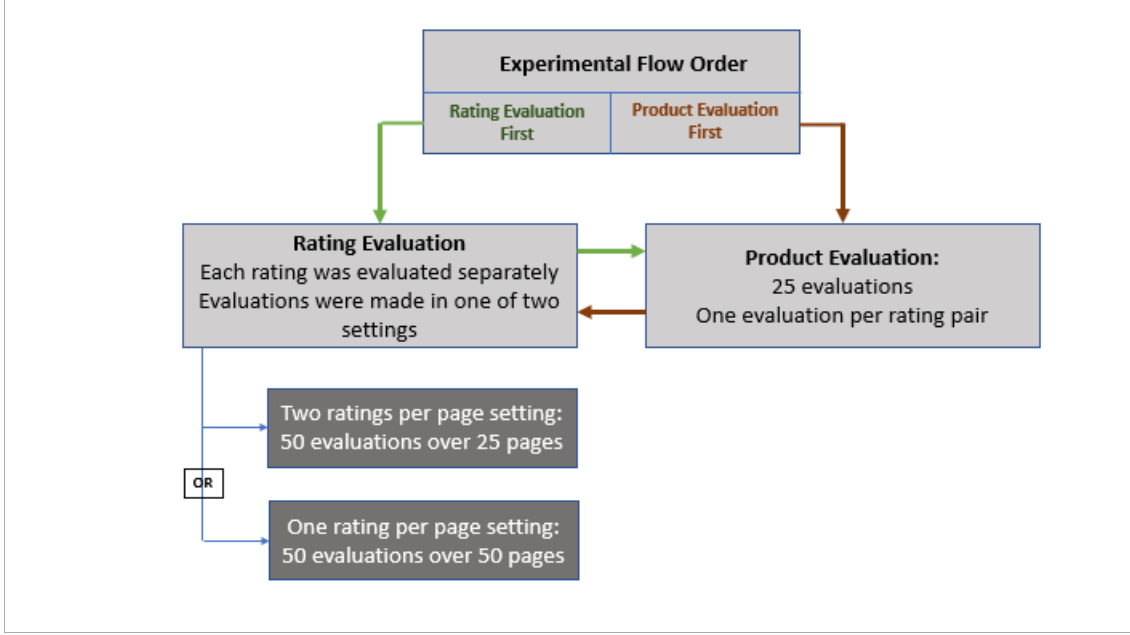 Experimental Flow Order
Rating Evaluation
First
Product Evaluation
First
Rating Evaluation
Each rating was evaluated separately
Evaluations were made in one of two
settings
Product Evaluation:
25 evaluations
One evaluation per rating pair
Two ratings per page setting:
50 evaluations over 25 pages
OR
One rating per page setting:
50 evaluations over 50 pages